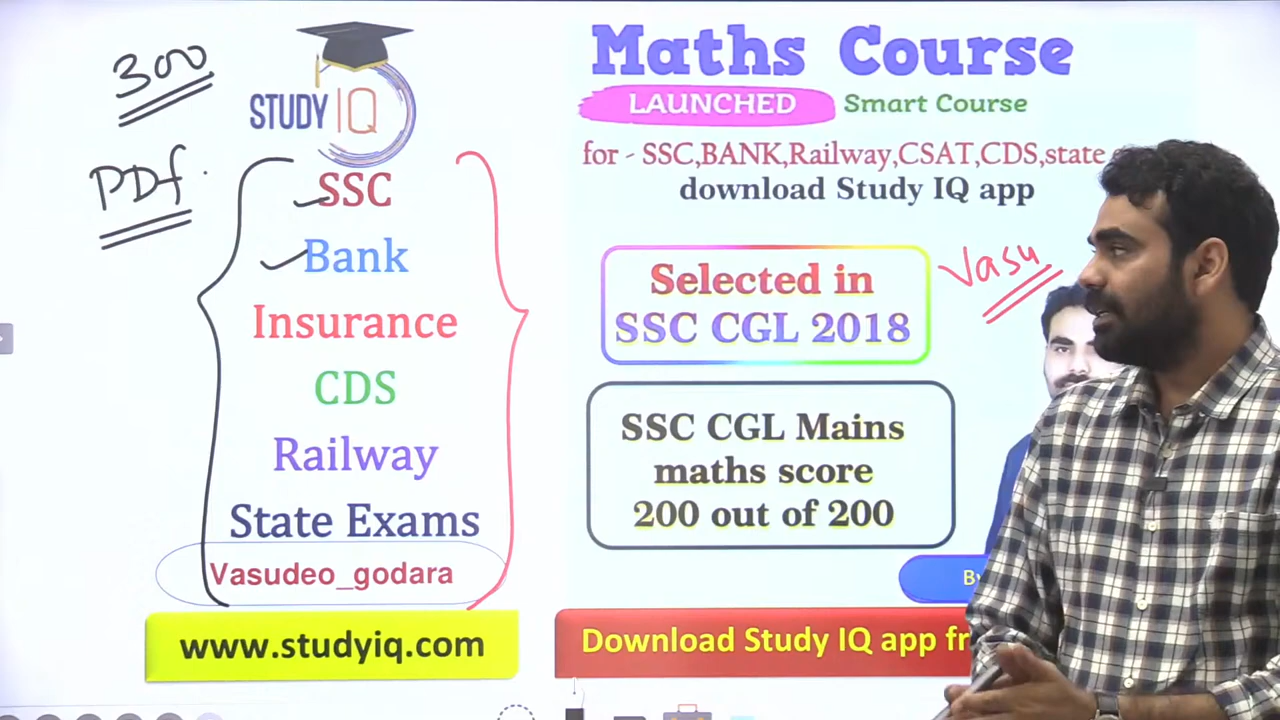 300
PDf.
STUDY IQ
SSC
Bank
Insurance
CDS
Railway
State Exams
Vasudeo_godara
www.studyiq.com
Maths Course
LAUNCHED Smart Course
for - SSC,BANK,Railway,CSAT,CDS,state
download Study IQ app
Selected in
SSC CGL 2018
Vasu
SSC CGL Mains
maths score
200 out of 200
By
Download Study IQ app